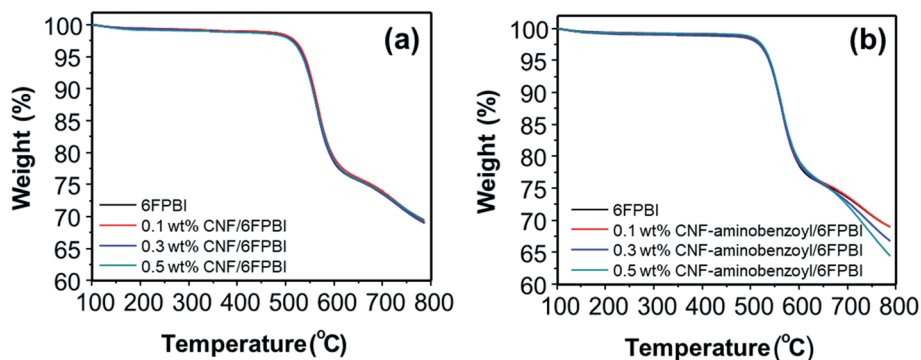 (a)
Weight (%)
100
95
90
85
80
75
70
65
60
6FPBI
0.1 wt% CNF/6FPBI
0.3 wt% CNF/6FPBI
0.5 wt% CNF/6FPBI
100 200 300 400 500 600 700 800
Temperature (°C)
(b)
Weight (%)
100
95
90
85
80
75
70
65
60
6FPBI
0.1 wt% CNF-aminobenzoyl/6FPBI
0.3 wt% CNF-aminobenzoyl/6FPBI
0.5 wt% CNF-aminobenzoyl/6FPBI
100 200 300 400 500 600 700 800
Temperature (°C)